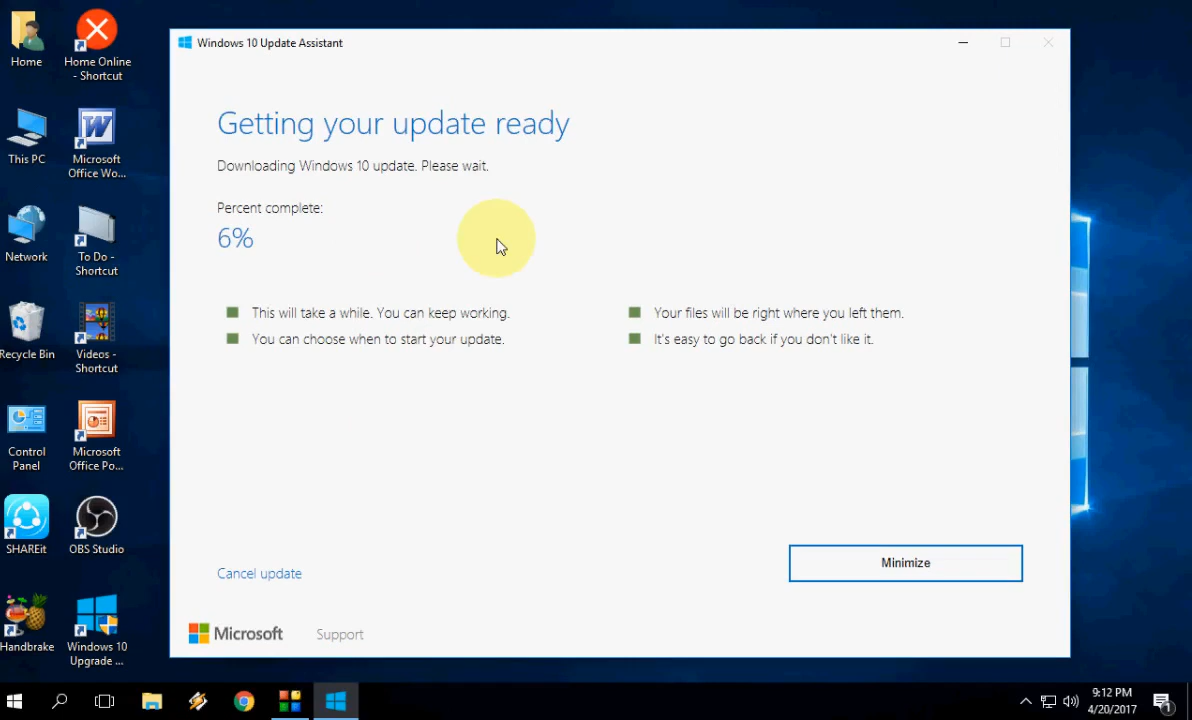 Home
Home Online
- Shortcut
This PC
Microsoft
Office Wo...
Network
To Do -
Shortcut
Recycle Bin
Videos -
Shortcut
Control
Panel
Microsoft
Office Po...
SHAREit
OBS Studio
Handbrake
Windows 10
Upgrade ...
Windows 10 Update Assistant
Getting your update ready
Downloading Windows 10 update. Please wait.
Percent complete:
6%
This will take a while. You can keep working.
You can choose when to start your update.
Your files will be right where you left them.
It's easy to go back if you don't like it.
Cancel update
Minimize
Microsoft
Support
9:12 PM
4/20/2017
1